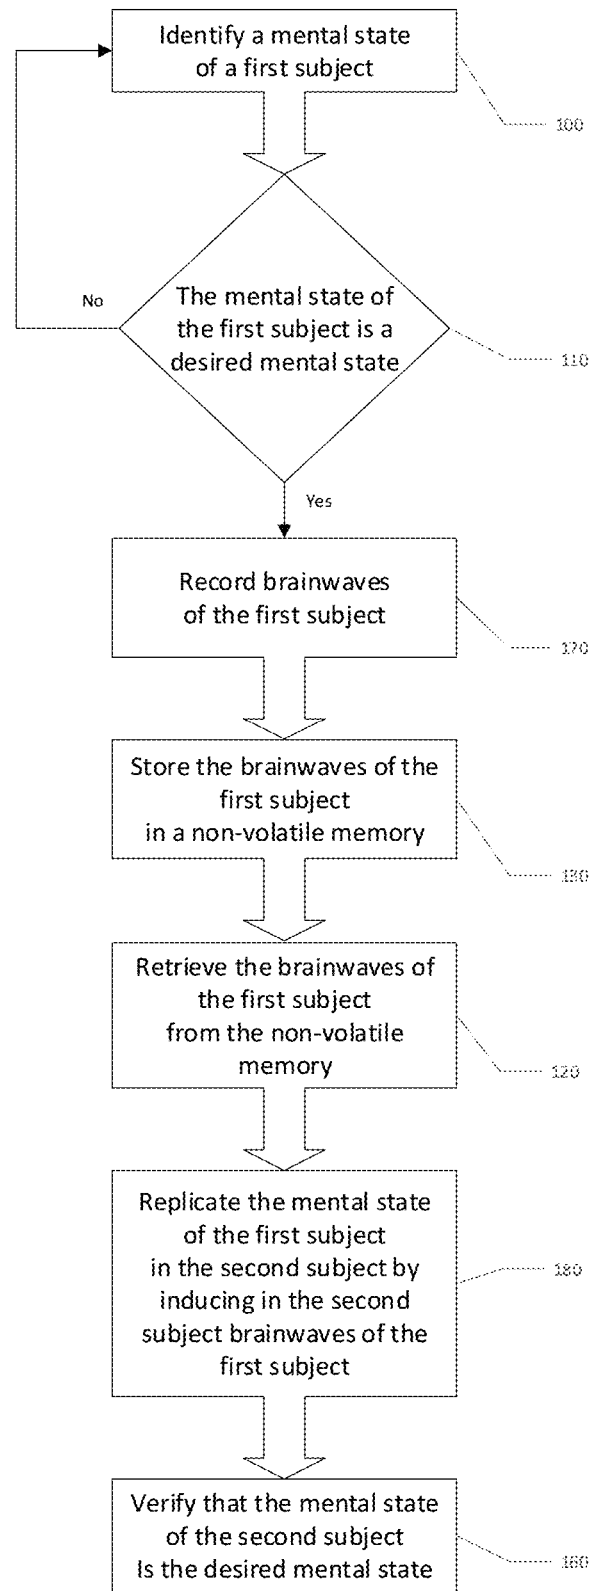 Identify a mental state
of a first subject
100
The mental state of
the first subject is a
desired mental state
110
No
Yes
Record brainwaves
of the first subject
170
Store the brainwaves of the
first subject
in a non-volatile memory
130
Retrieve the brainwaves of
the first subject
from the non-volatile
memory
120
Replicate the mental state
of the first subject
in the second subject by
inducing in the second
subject brainwaves of the
first subject
180
Verify that the mental state
of the second subject
Is the desired mental state
160